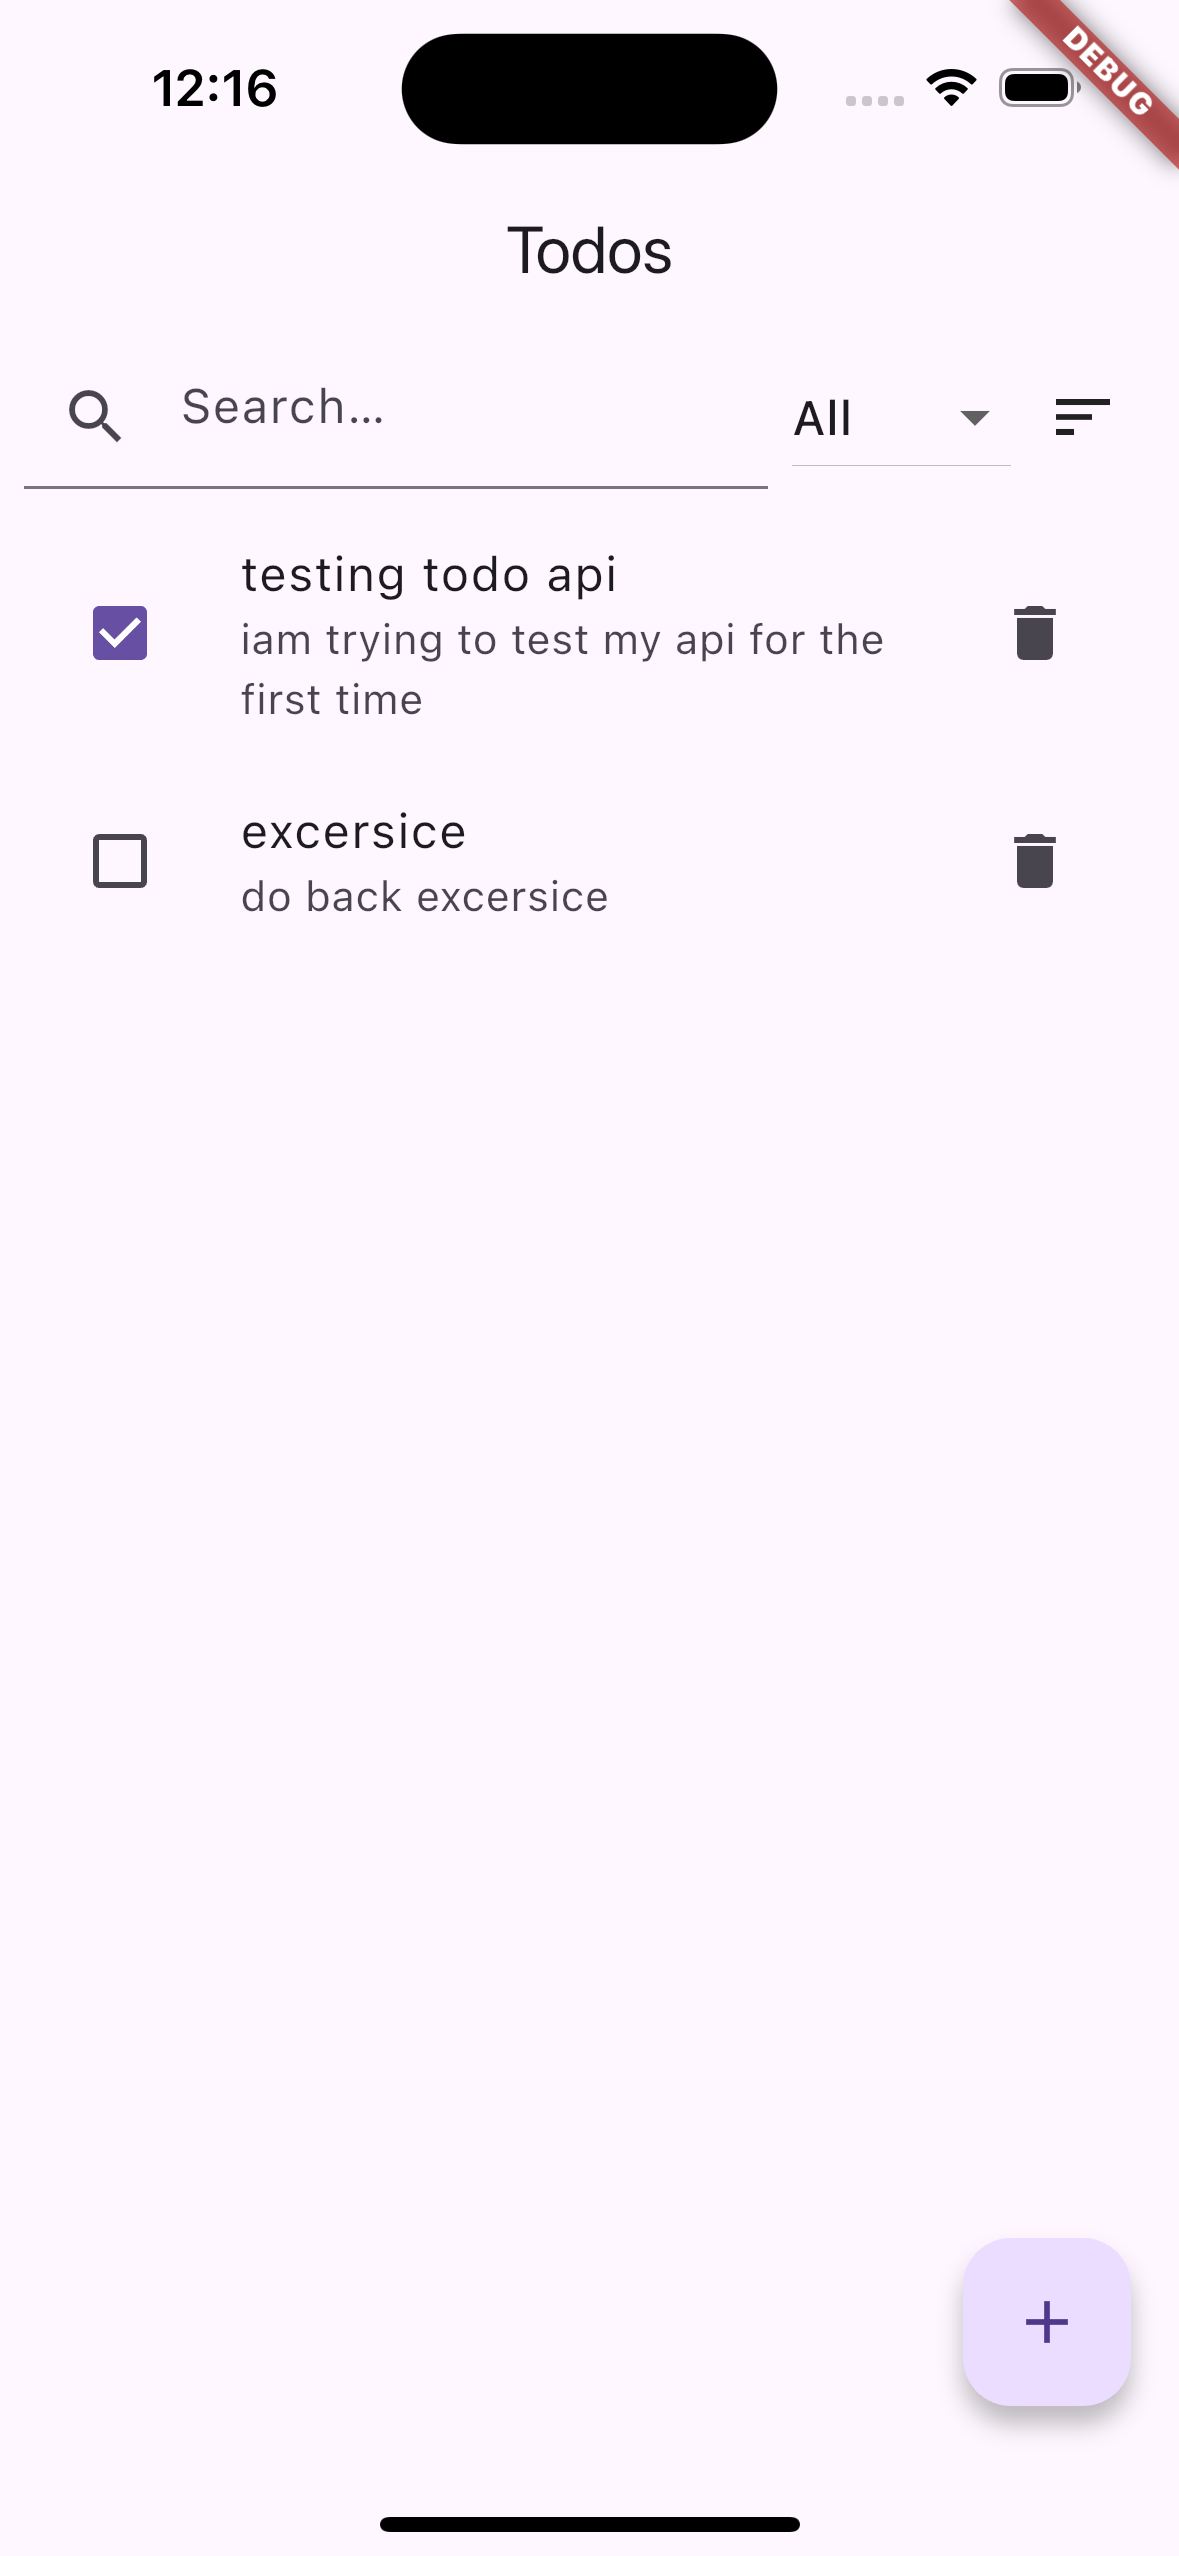 12:16
DEBUG
Todos
Search...
All
testing todo api
iam trying to test my api for the
first time
excersice
do back excersice